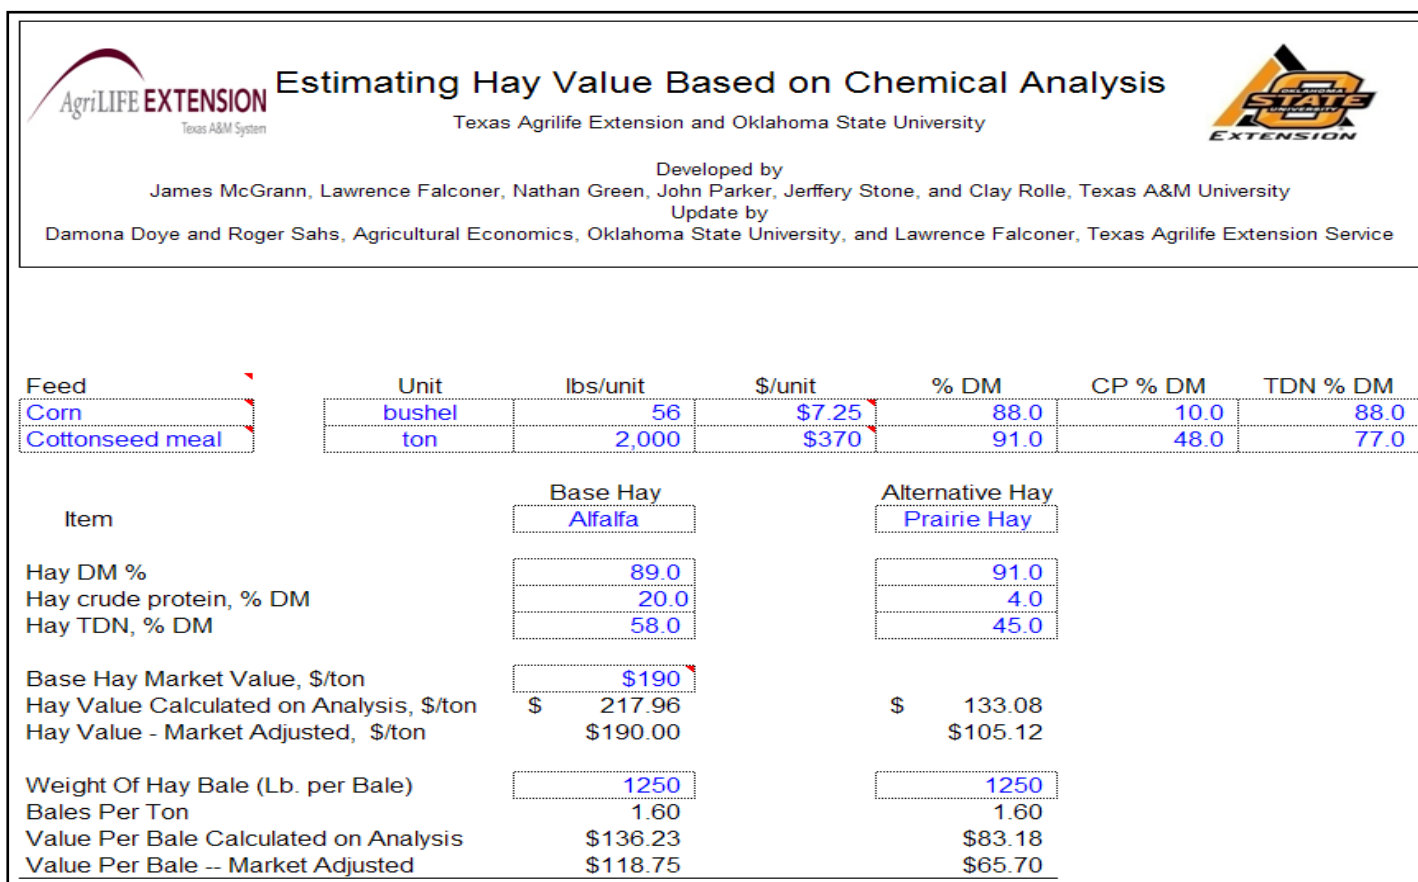 AgriLIFE EXTENSION
Texas A&M System
Estimating Hay Value Based on Chemical Analysis
Texas Agrilife Extension and Oklahoma State University
OKLAHOMA
STATE
UNIVERSITY
EXTENSION
Developed by
James McGrann, Lawrence Falconer, Nathan Green, John Parker, Jerffery Stone, and Clay Rolle, Texas A&M University
Update by
Damona Doye and Roger Sahs, Agricultural Economics, Oklahoma State University, and Lawrence Falconer, Texas Agrilife Extension Service
Feed Unit lbs/unit $/unit % DM CP % DM TDN % DM
Corn bushel 56 $7.25 88.0 10.0 88.0
Cottonseed meal ton 2,000 $370 91.0 48.0 77.0
Base Hay Alternative Hay
Item Alfalfa Prairie Hay
Hay DM % 89.0 91.0
Hay crude protein, % DM 20.0 4.0
Hay TDN, % DM 58.0 45.0
Base Hay Market Value, $/ton $190
Hay Value Calculated on Analysis, $/ton $ 217.96 $ 133.08
Hay Value - Market Adjusted, $/ton $190.00 $105.12
Weight Of Hay Bale (Lb. per Bale) 1250 1250
Bales Per Ton 1.60 1.60
Value Per Bale Calculated on Analysis $136.23 $83.18
Value Per Bale -- Market Adjusted $118.75 $65.70